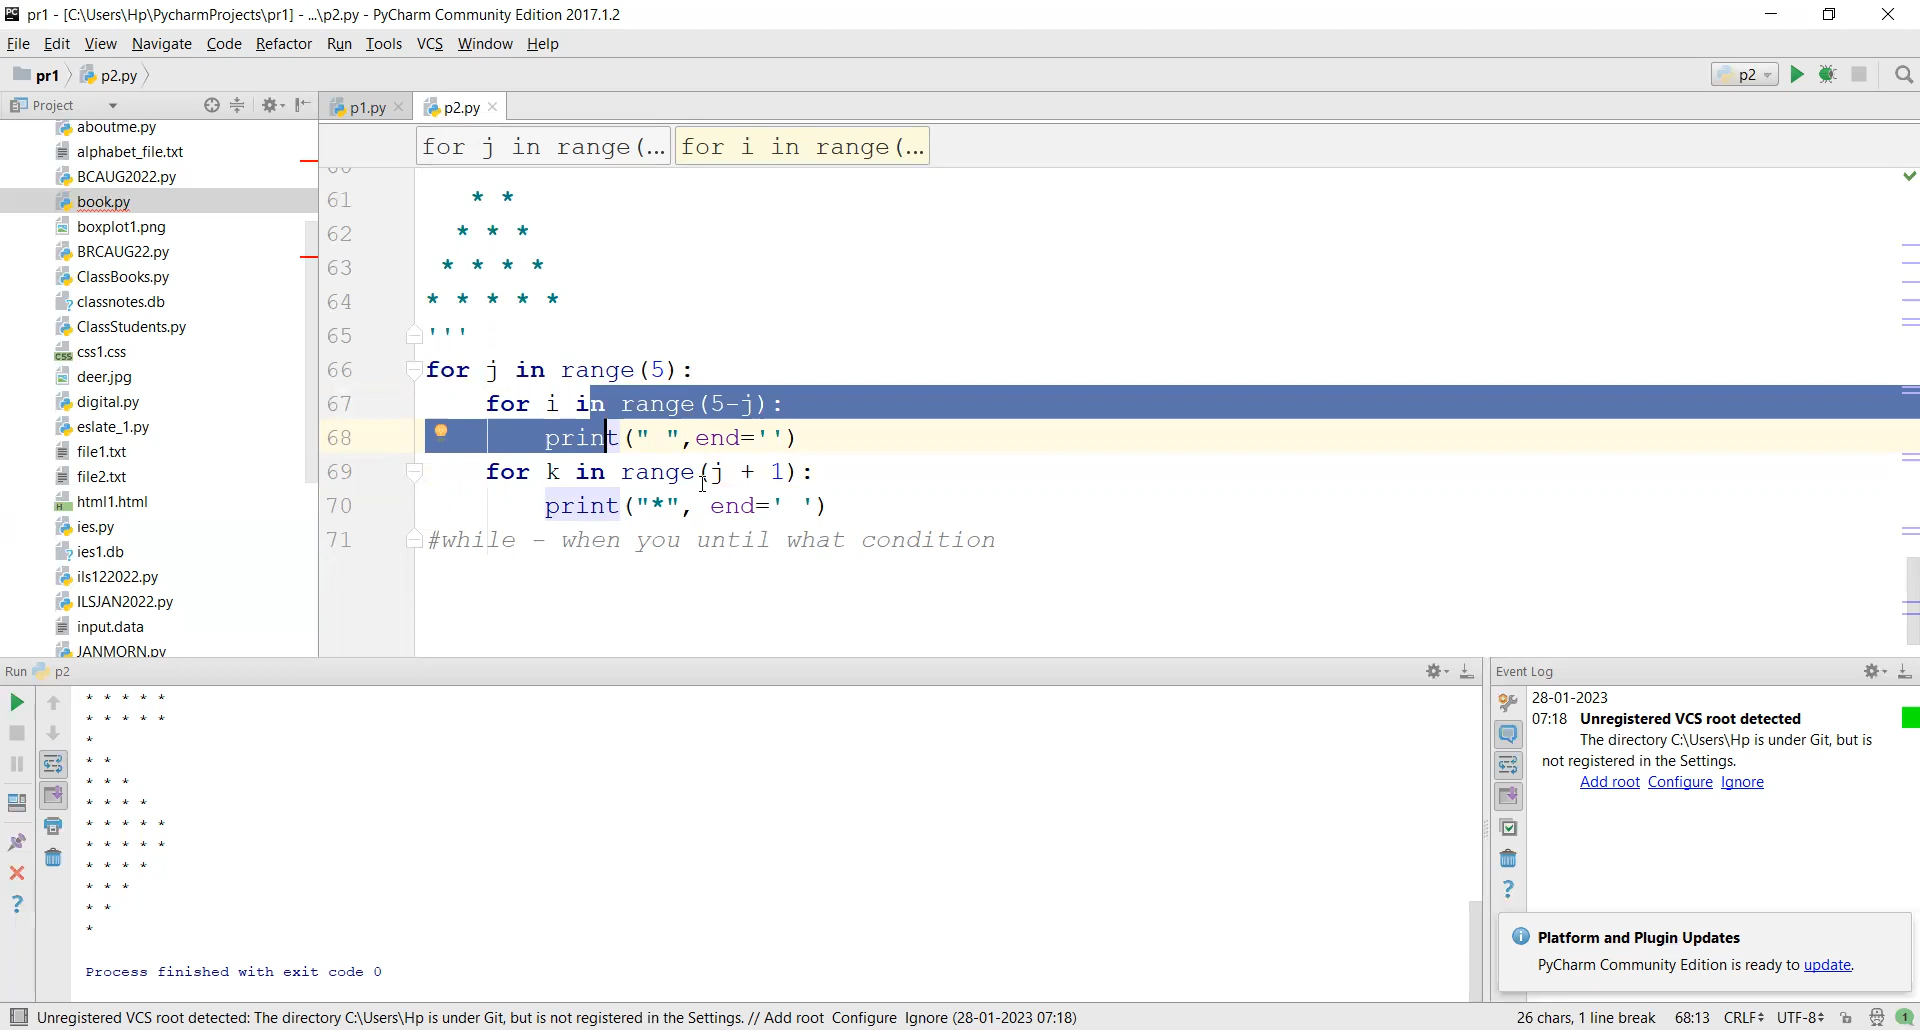 pr1 - [C:\Users\Hp\PycharmProjects\pr1] - ...\p2.py - PyCharm Community Edition 2017.1.2
File Edit View Navigate Code Refactor Run Tools VCS Window Help
pr1 p2.py p2
Project p1.py p2.py
aboutme.py
alphabet_file.txt
BCAUG2022.py
book.py
boxplot1.png
BRCAUG22.py
ClassBooks.py
classnotes.db
ClassStudents.py
css1.css
deer.jpg
digital.py
eslate_1.py
file1.txt
file2.txt
html1.html
ies.py
ies1.db
ils122022.py
ILSJAN2022.py
input.data
JANMORN.py
for j in range(... for i in range(...
61 * *
62 * * *
63 * * * *
64 * * * * *
65 '''
66 for j in range(5):
67 for i in range(5-j):
68 print(" ",end='')
69 for k in range(j + 1):
70 print("*", end=' ')
71 #while - when you until what condition
Run p2
* * * * *
* * * * *
*
* *
* * *
* * * *
* * * * *
* * * * *
* * * *
* * *
* *
*
Process finished with exit code 0
Event Log
28-01-2023
07:18 Unregistered VCS root detected
The directory C:\Users\Hp is under Git, but is
not registered in the Settings.
Add root Configure Ignore
Platform and Plugin Updates
PyCharm Community Edition is ready to update.
Unregistered VCS root detected: The directory C:\Users\Hp is under Git, but is not registered in the Settings. // Add root Configure Ignore (28-01-2023 07:18) 26 chars, 1 line break 68:13 CRLF UTF-8 1